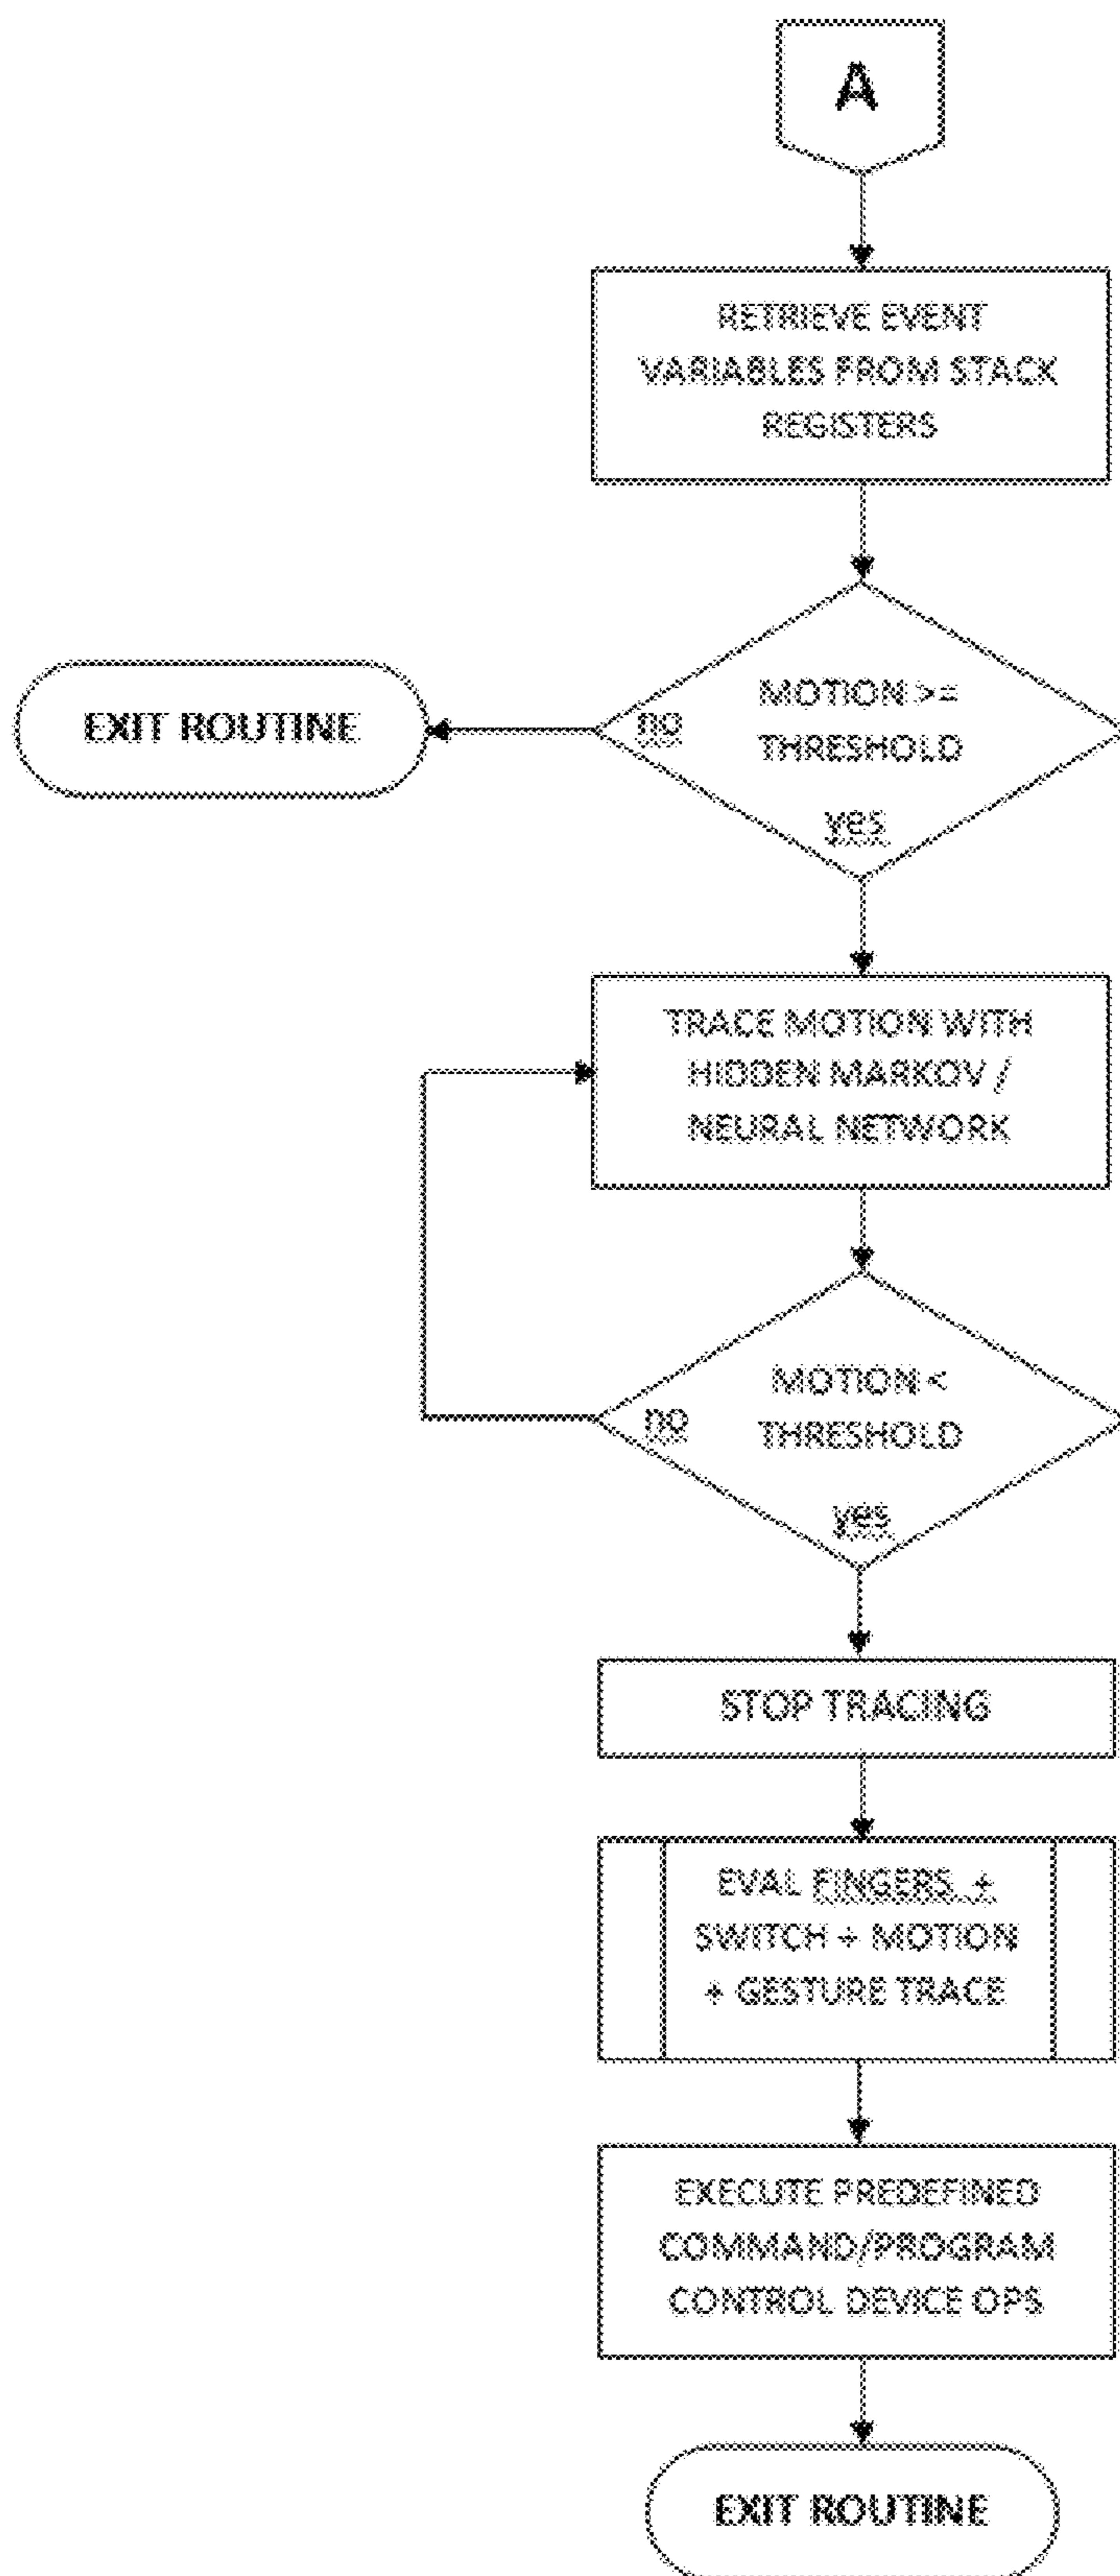 A
RETRIEVE EVENT
VARIABLES FROM STACK
REGISTERS
MOTION >=
THRESHOLD
no
yes
EXIT ROUTINE
TRACE MOTION WITH
HIDDEN MARKOV /
NEURAL NETWORK
MOTION <
THRESHOLD
no
yes
STOP TRACING
EVAL FINGERS +
SWITCH + MOTION
+ GESTURE TRACE
EXECUTE PREDEFINED
COMMAND/PROGRAM
CONTROL DEVICE OPS
EXIT ROUTINE